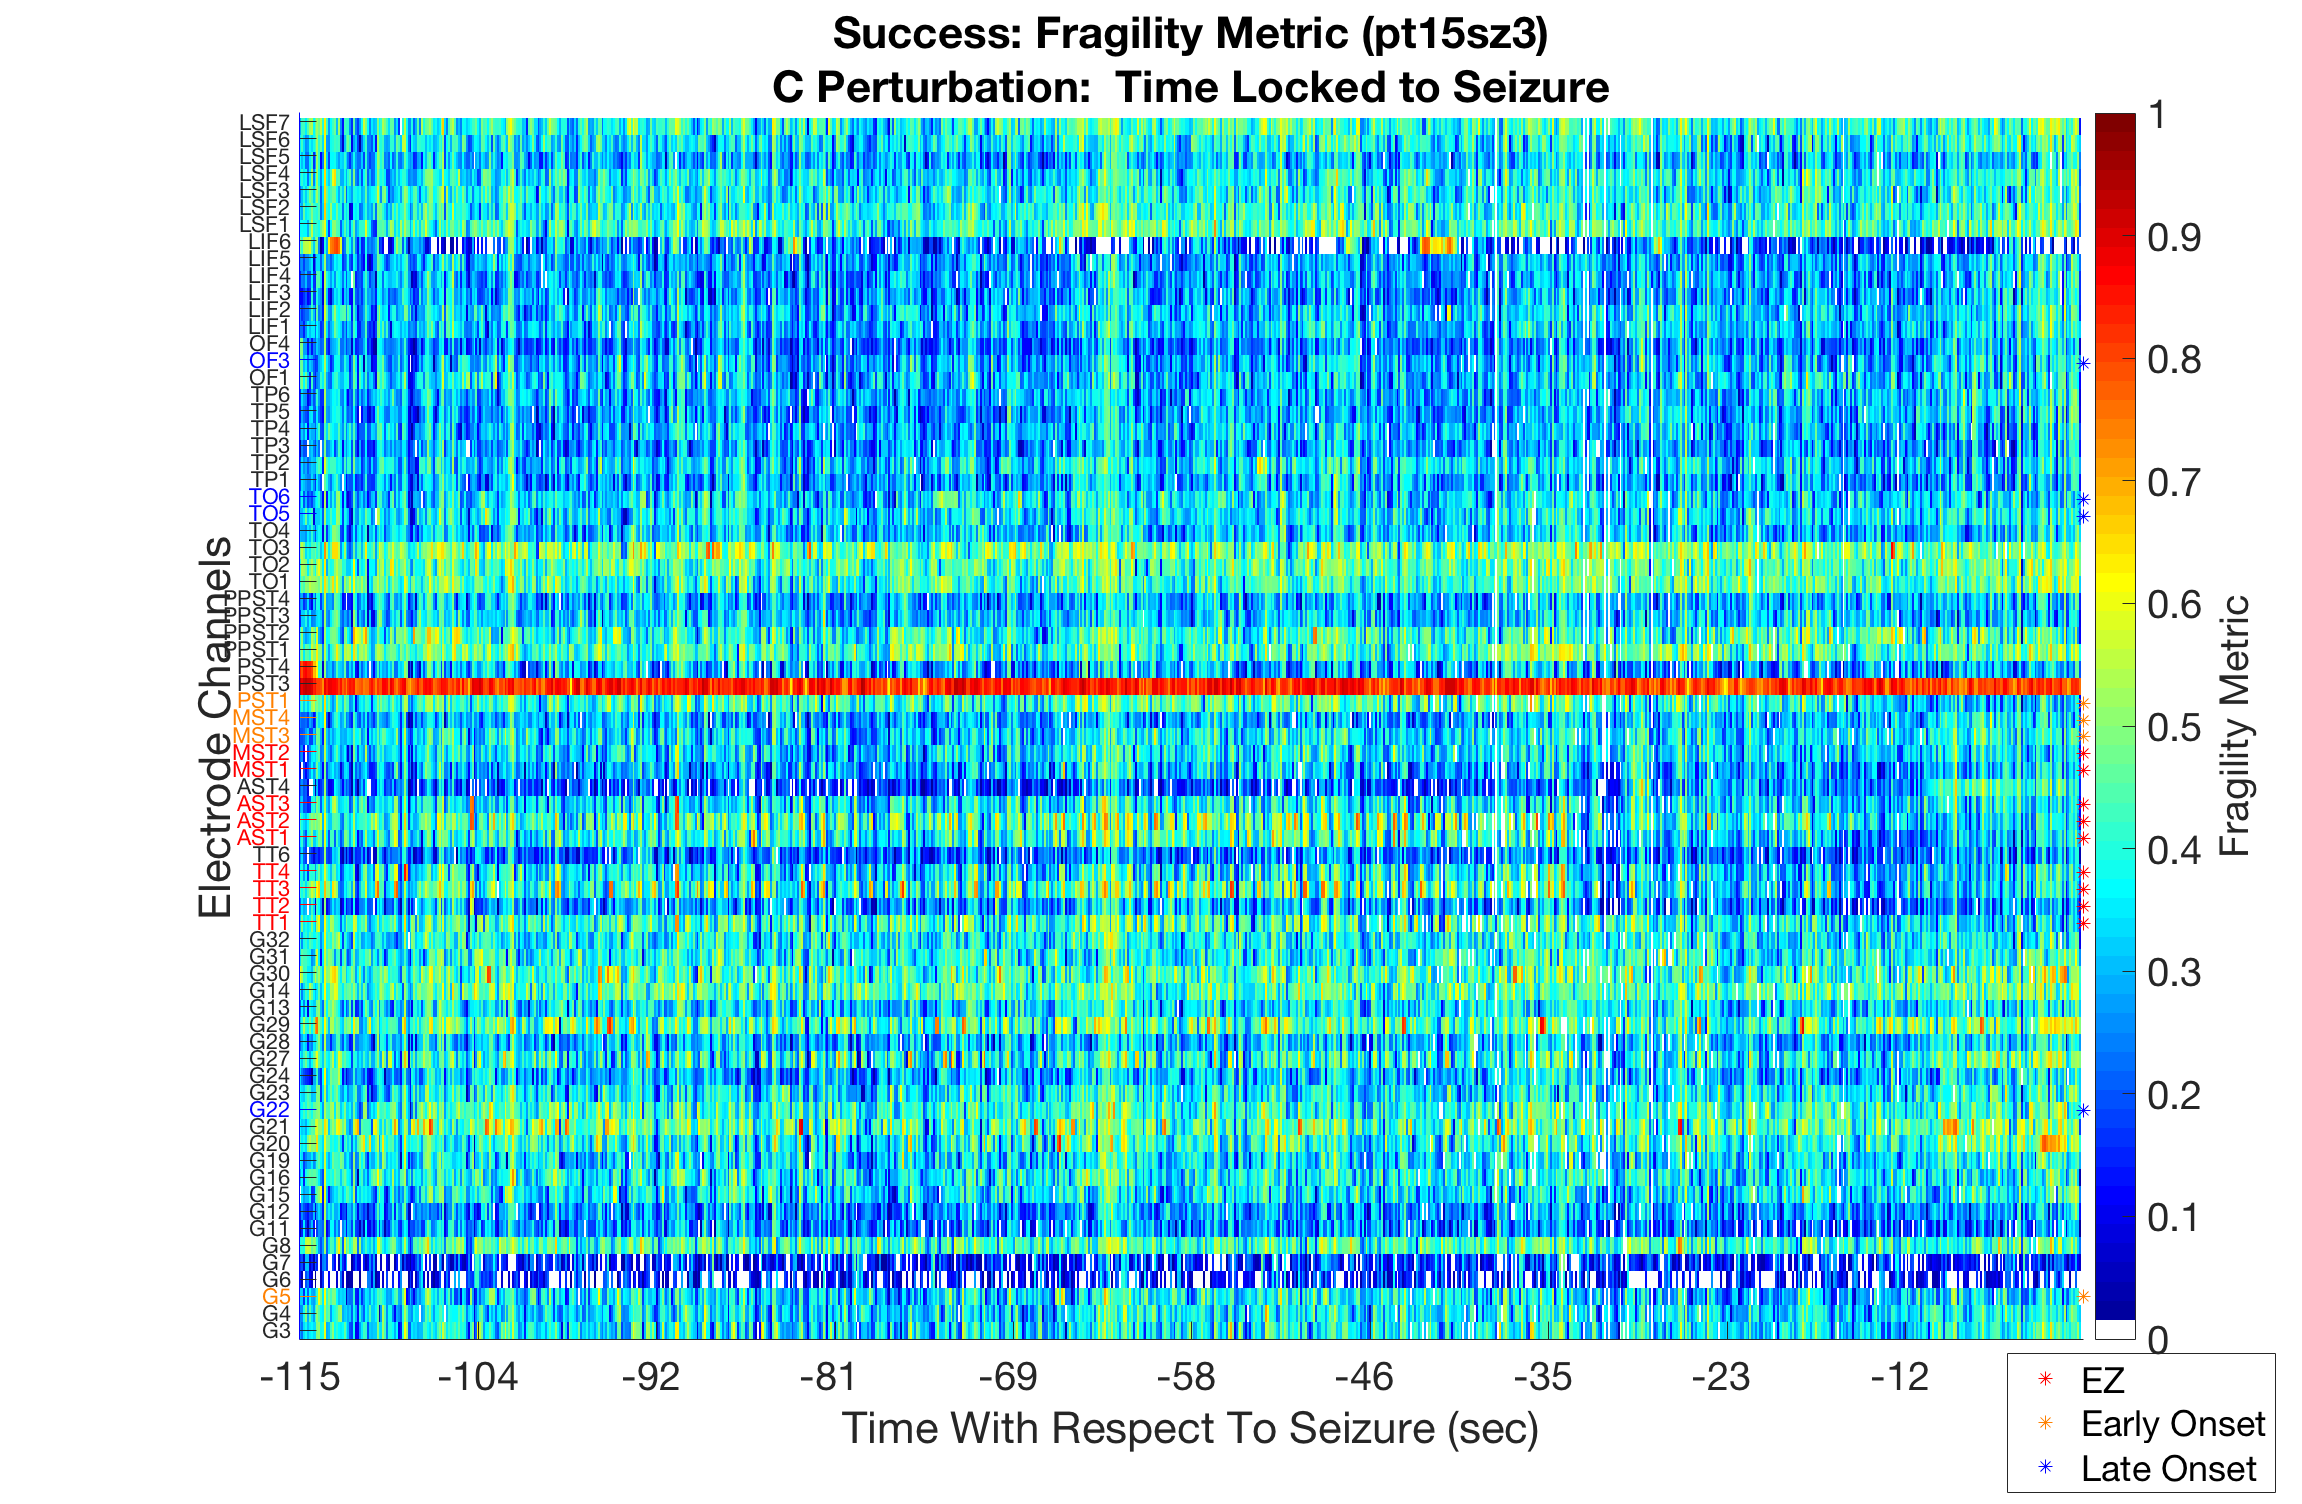 Success: Fragility Metric (pt15sz3)
C Perturbation:  Time Locked to Seizure
Electrode Channels
LSF7
LSF6
LSF5
LSF4
LSF3
LSF2
LSF1
LIF6
LIF5
LIF4
LIF3
LIF2
LIF1
OF4
OF3
OF1
TP6
TP5
TP4
TP3
TP2
TP1
TO6
TO5
TO4
TO3
TO2
TO1
PPST4
PPST3
PPST2
PPST1
PST4
PST3
PST1
MST4
MST3
MST2
MST1
AST4
AST3
AST2
AST1
TT6
TT4
TT3
TT2
TT1
G32
G31
G30
G14
G13
G29
G28
G27
G24
G23
G22
G21
G20
G19
G16
G15
G12
G11
G8
G7
G6
G5
G4
G3
-115 -104 -92 -81 -69 -58 -46 -35 -23 -12
Time With Respect To Seizure (sec)
1
0.9
0.8
0.7
0.6
0.5
0.4
0.3
0.2
0.1
0
Fragility Metric
EZ
Early Onset
Late Onset